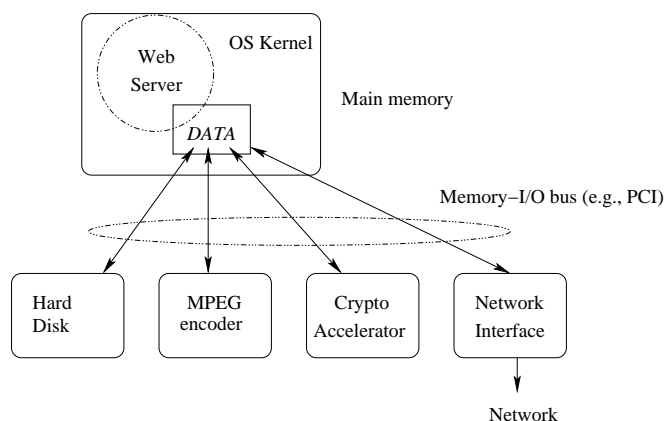 OS Kernel
Web
Server
Main memory
DATA
Memory−I/O bus (e.g., PCI)
Hard
Disk
MPEG
encoder
Crypto
Accelerator
Network
Interface
Network